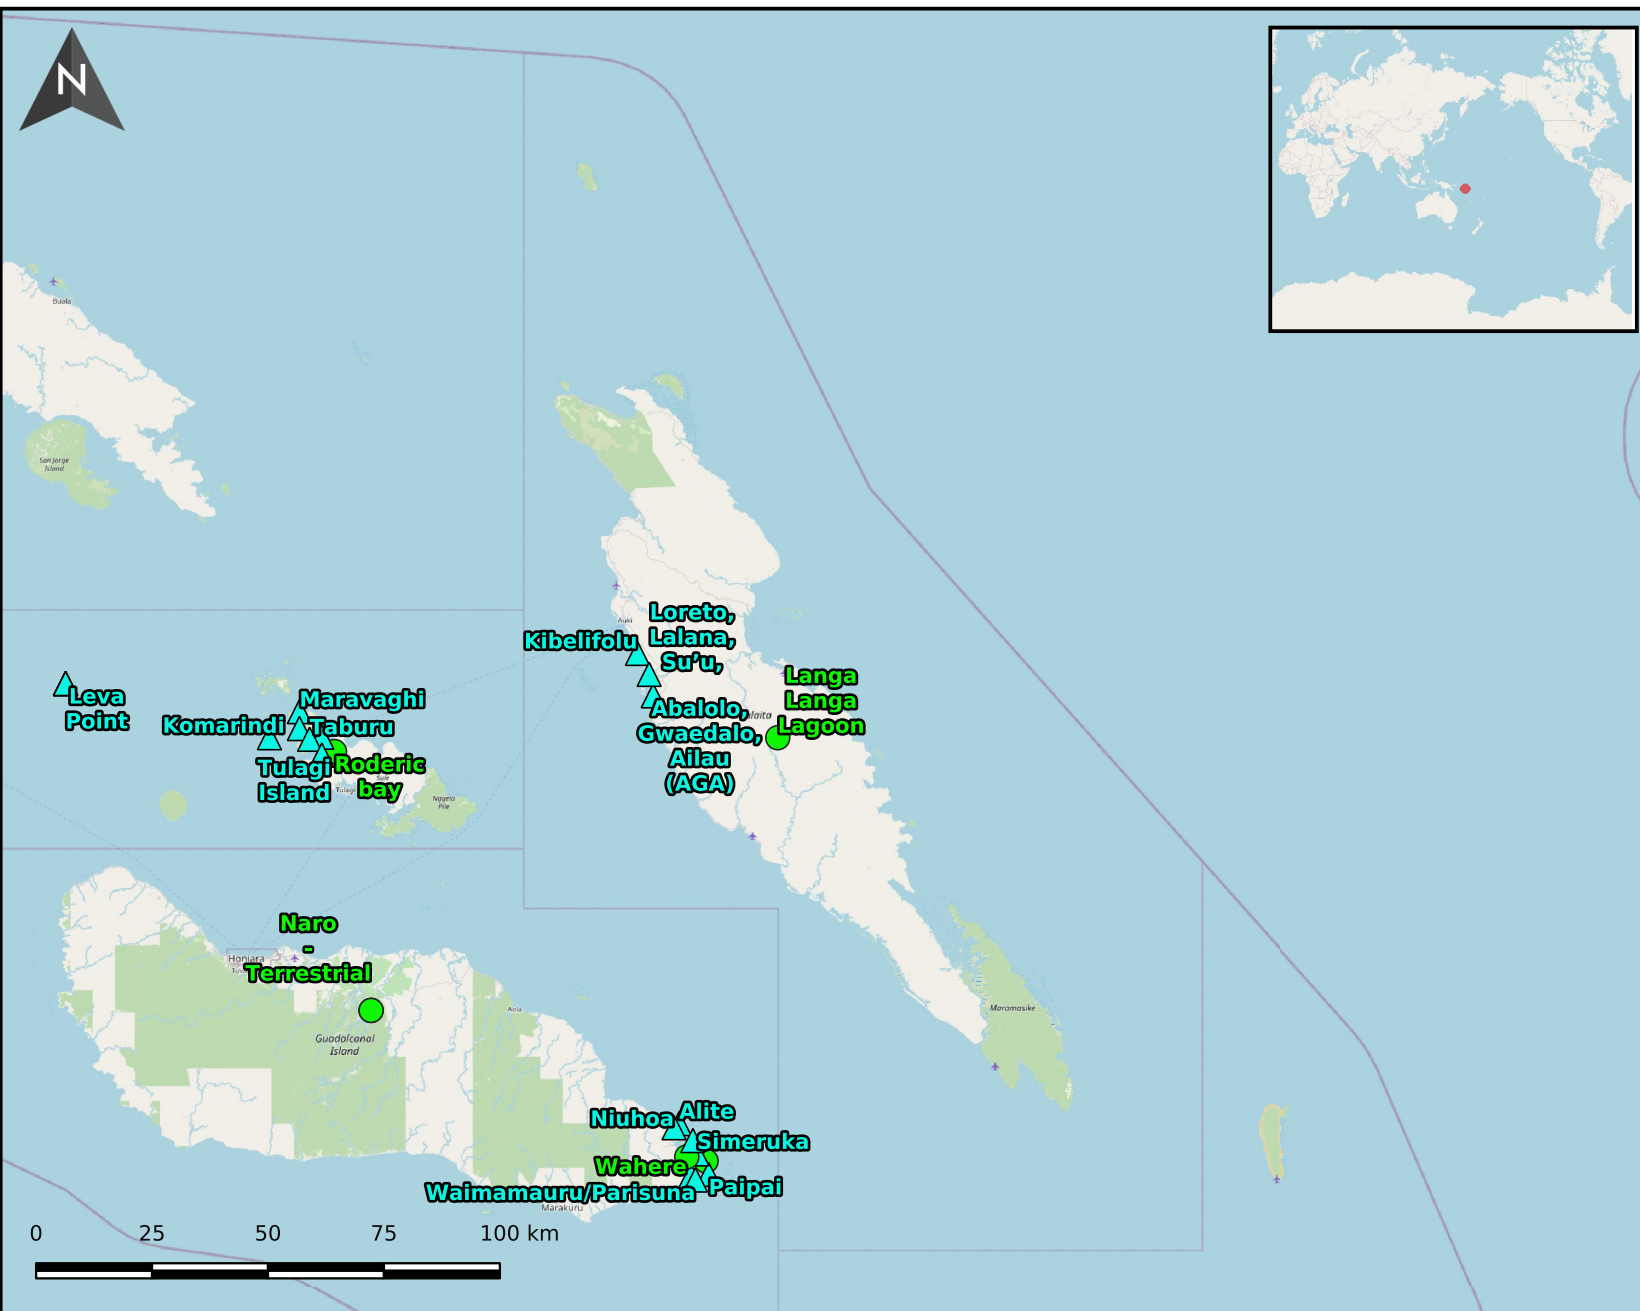 N
Buala
San Jorge
Island
Auki
Loreto,
Lalana,
Su’u,
Kibelifolu
Langa
Langa
Lagoon
Leva
Point
Maravaghi
Komarindi
Taburu
Abalolo,
Gwaedalo,
Ailau
(AGA)
Tulagi
Island
Roderic
bay
Tulagi
Nggela
Pile
Naro
-
Terrestrial
Honiara
Guadalcanal
Island
Aola
Maramasike
Niuhoa
Alite
Simeruka
Wahere
Waimamauru/Parisuna
Paipai
Marakuru
0 25 50 75 100 km